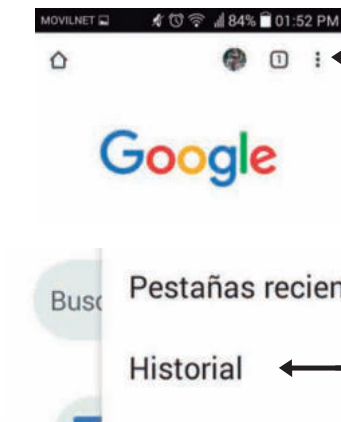 MOVILNET 84% 01:52 PM
1
Google
Pestañas recien
Busc
Historial